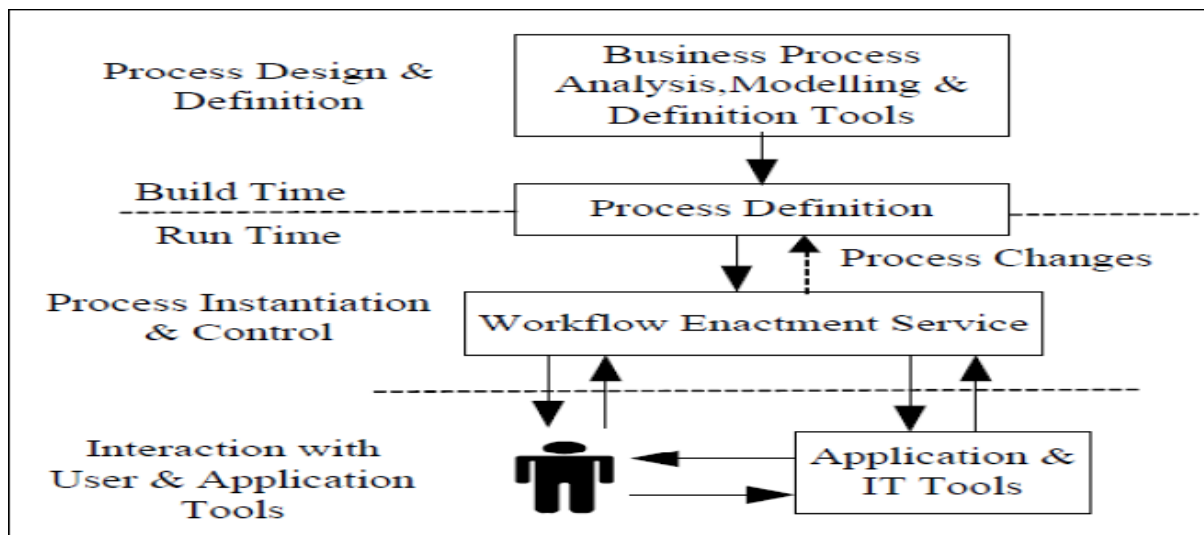 Process Design &
Definition
Business Process
Analysis,Modelling &
Definition Tools
Build Time
Process Definition
Run Time
Process Changes
Process Instantiation
& Control
Workflow Enactment Service
Interaction with
User & Application
Tools
Application &
IT Tools